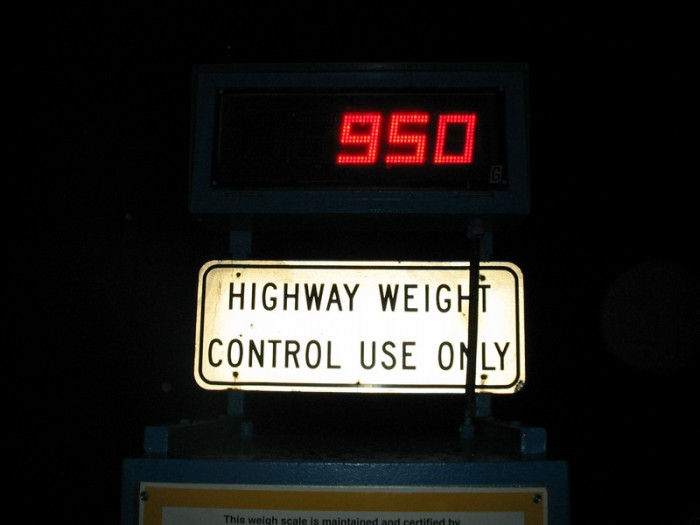 950
G
HIGHWAY WEIGHT
CONTROL USE ONLY
This weigh scale is maintained and certified by